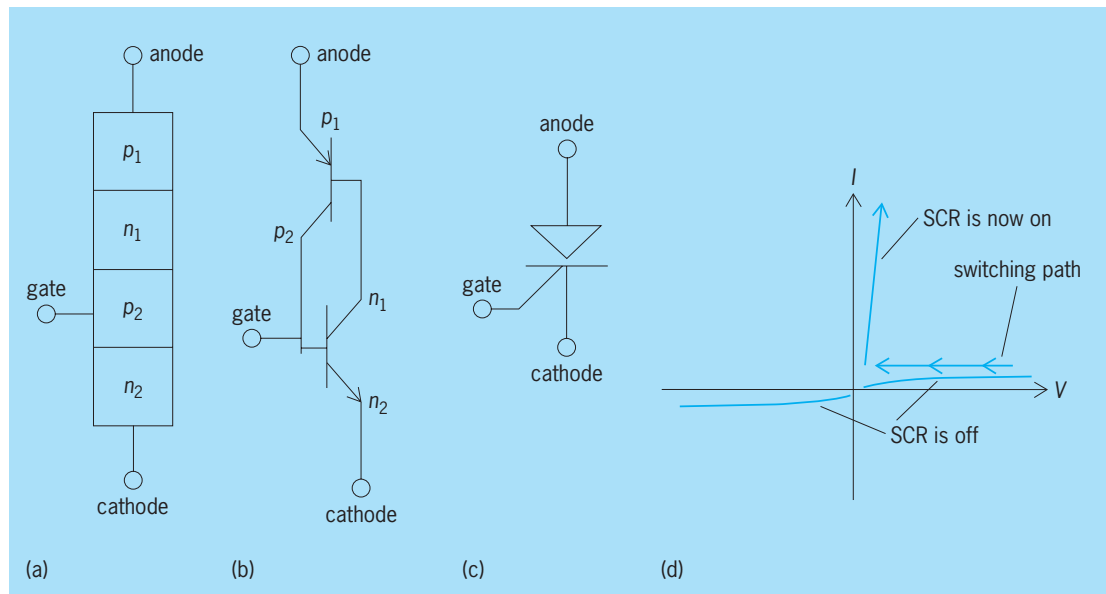 anode
p1
n1
gate
p2
n2
cathode
(a)
anode
p1
p2
n1
gate
n2
cathode
(b)
anode
gate
cathode
(c)
I
SCR is now on
switching path
V
SCR is off
(d)